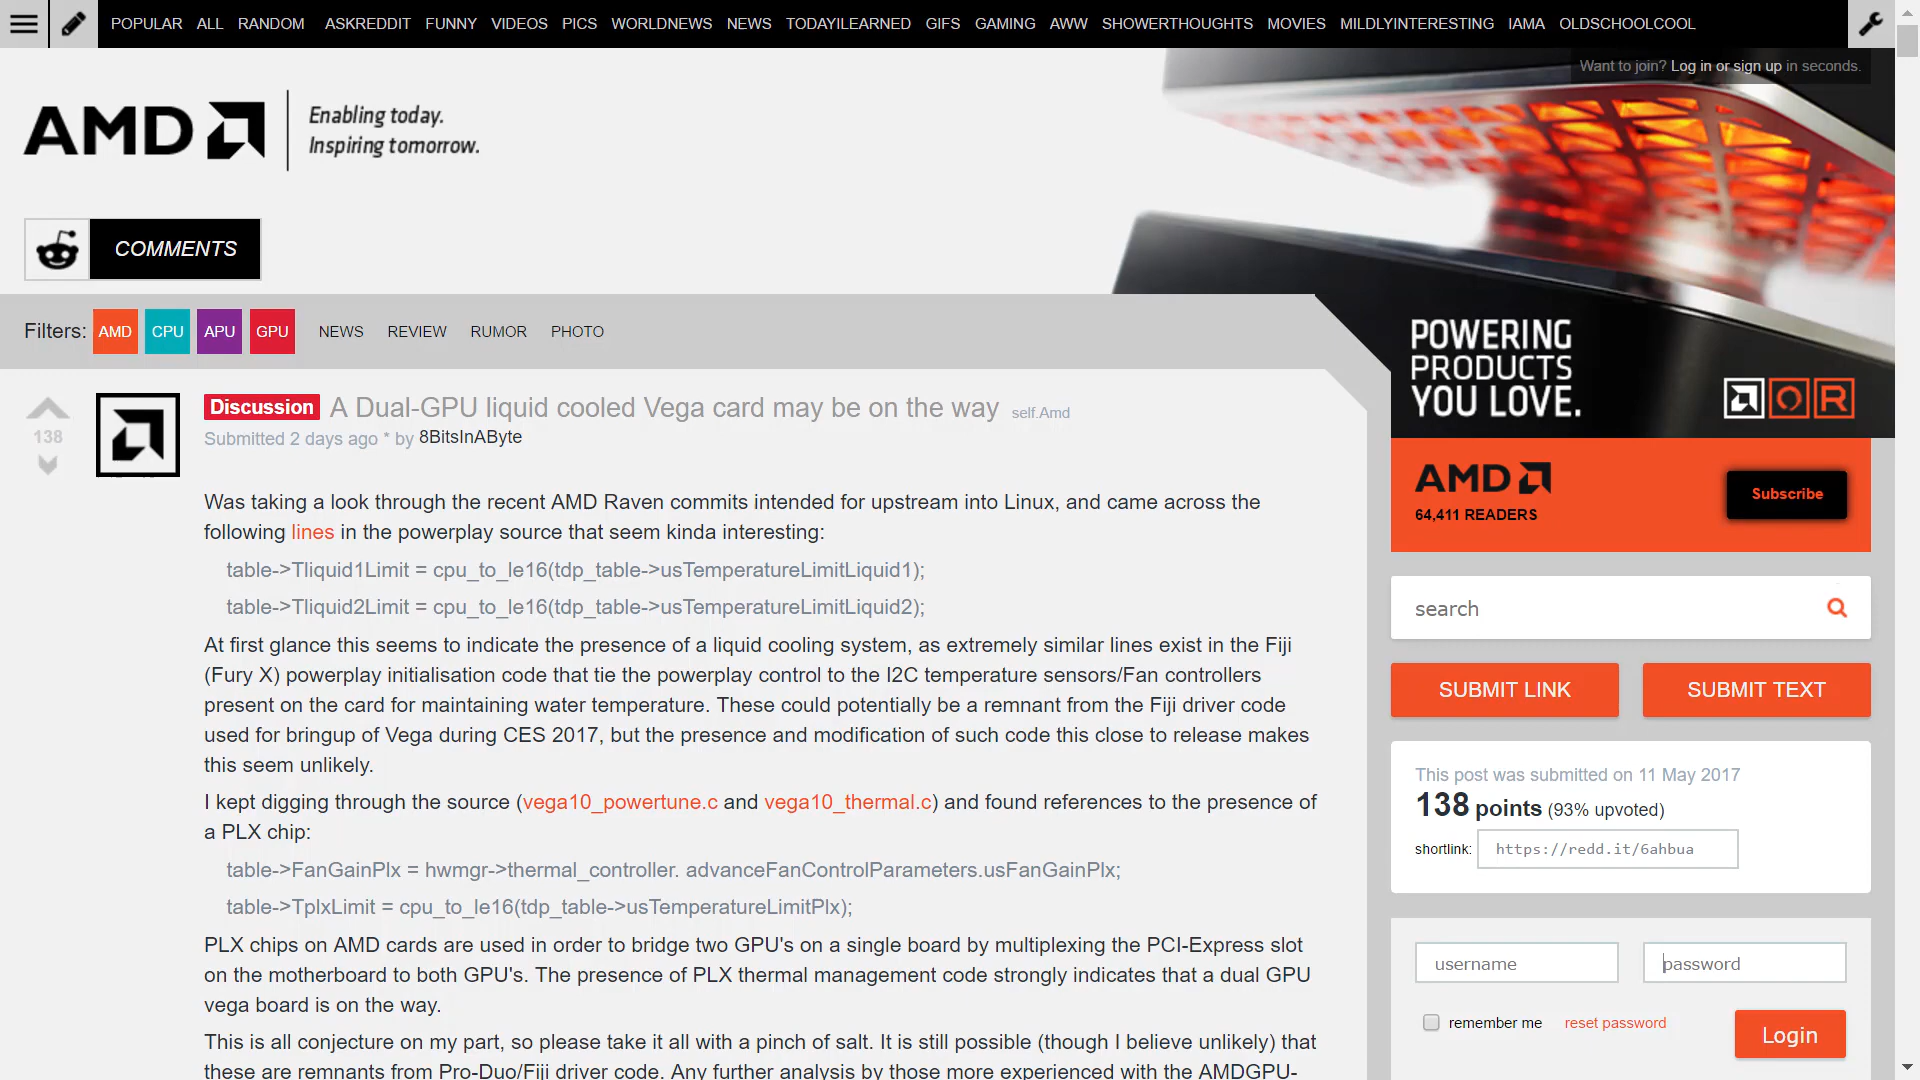 POPULAR ALL RANDOM ASKREDDIT FUNNY VIDEOS PICS WORLDNEWS NEWS TODAYILEARNED GIFS GAMING AWW SHOWERTHOUGHTS MOVIES MILDLYINTERESTING IAMA OLDSCHOOLCOOL
Want to join? Log in or sign up in seconds.
AMD
Enabling today.
Inspiring tomorrow.
COMMENTS
Filters: AMD CPU APU GPU NEWS REVIEW RUMOR PHOTO
138
Discussion A Dual-GPU liquid cooled Vega card may be on the way self.Amd
Submitted 2 days ago * by 8BitsInAByte
Was taking a look through the recent AMD Raven commits intended for upstream into Linux, and came across the
following lines in the powerplay source that seem kinda interesting:
table->Tliquid1Limit = cpu_to_le16(tdp_table->usTemperatureLimitLiquid1);
table->Tliquid2Limit = cpu_to_le16(tdp_table->usTemperatureLimitLiquid2);
At first glance this seems to indicate the presence of a liquid cooling system, as extremely similar lines exist in the Fiji
(Fury X) powerplay initialisation code that tie the powerplay control to the I2C temperature sensors/Fan controllers
present on the card for maintaining water temperature. These could potentially be a remnant from the Fiji driver code
used for bringup of Vega during CES 2017, but the presence and modification of such code this close to release makes
this seem unlikely.
I kept digging through the source (vega10_powertune.c and vega10_thermal.c) and found references to the presence of
a PLX chip:
table->FanGainPlx = hwmgr->thermal_controller. advanceFanControlParameters.usFanGainPlx;
table->TplxLimit = cpu_to_le16(tdp_table->usTemperatureLimitPlx);
PLX chips on AMD cards are used in order to bridge two GPU's on a single board by multiplexing the PCI-Express slot
on the motherboard to both GPU's. The presence of PLX thermal management code strongly indicates that a dual GPU
vega board is on the way.
This is all conjecture on my part, so please take it all with a pinch of salt. It is still possible (though I believe unlikely) that
these are remnants from Pro-Duo/Fiji driver code. Any further analysis by those more experienced with the AMDGPU-
POWERING
PRODUCTS
YOU LOVE.
R
AMD
64,411 READERS
Subscribe
search
SUBMIT LINK SUBMIT TEXT
This post was submitted on 11 May 2017
138 points (93% upvoted)
shortlink: https://redd.it/6ahbua
username password
remember me reset password Login